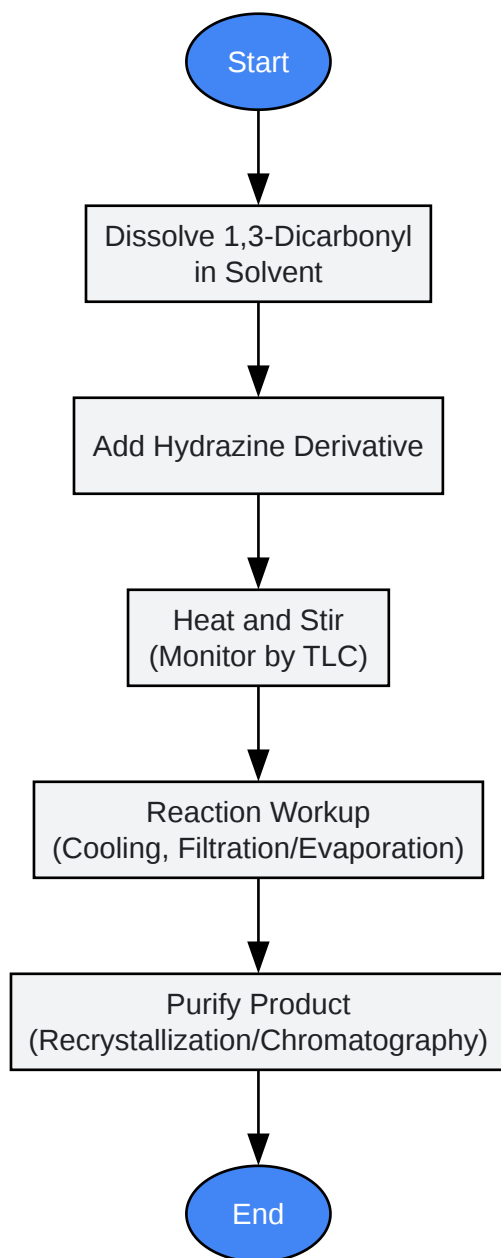 Start
Dissolve 1,3-Dicarbonyl
in Solvent
Add Hydrazine Derivative
Heat and Stir
(Monitor by TLC)
Reaction Workup
(Cooling, Filtration/Evaporation)
Purify Product
(Recrystallization/Chromatography)
End